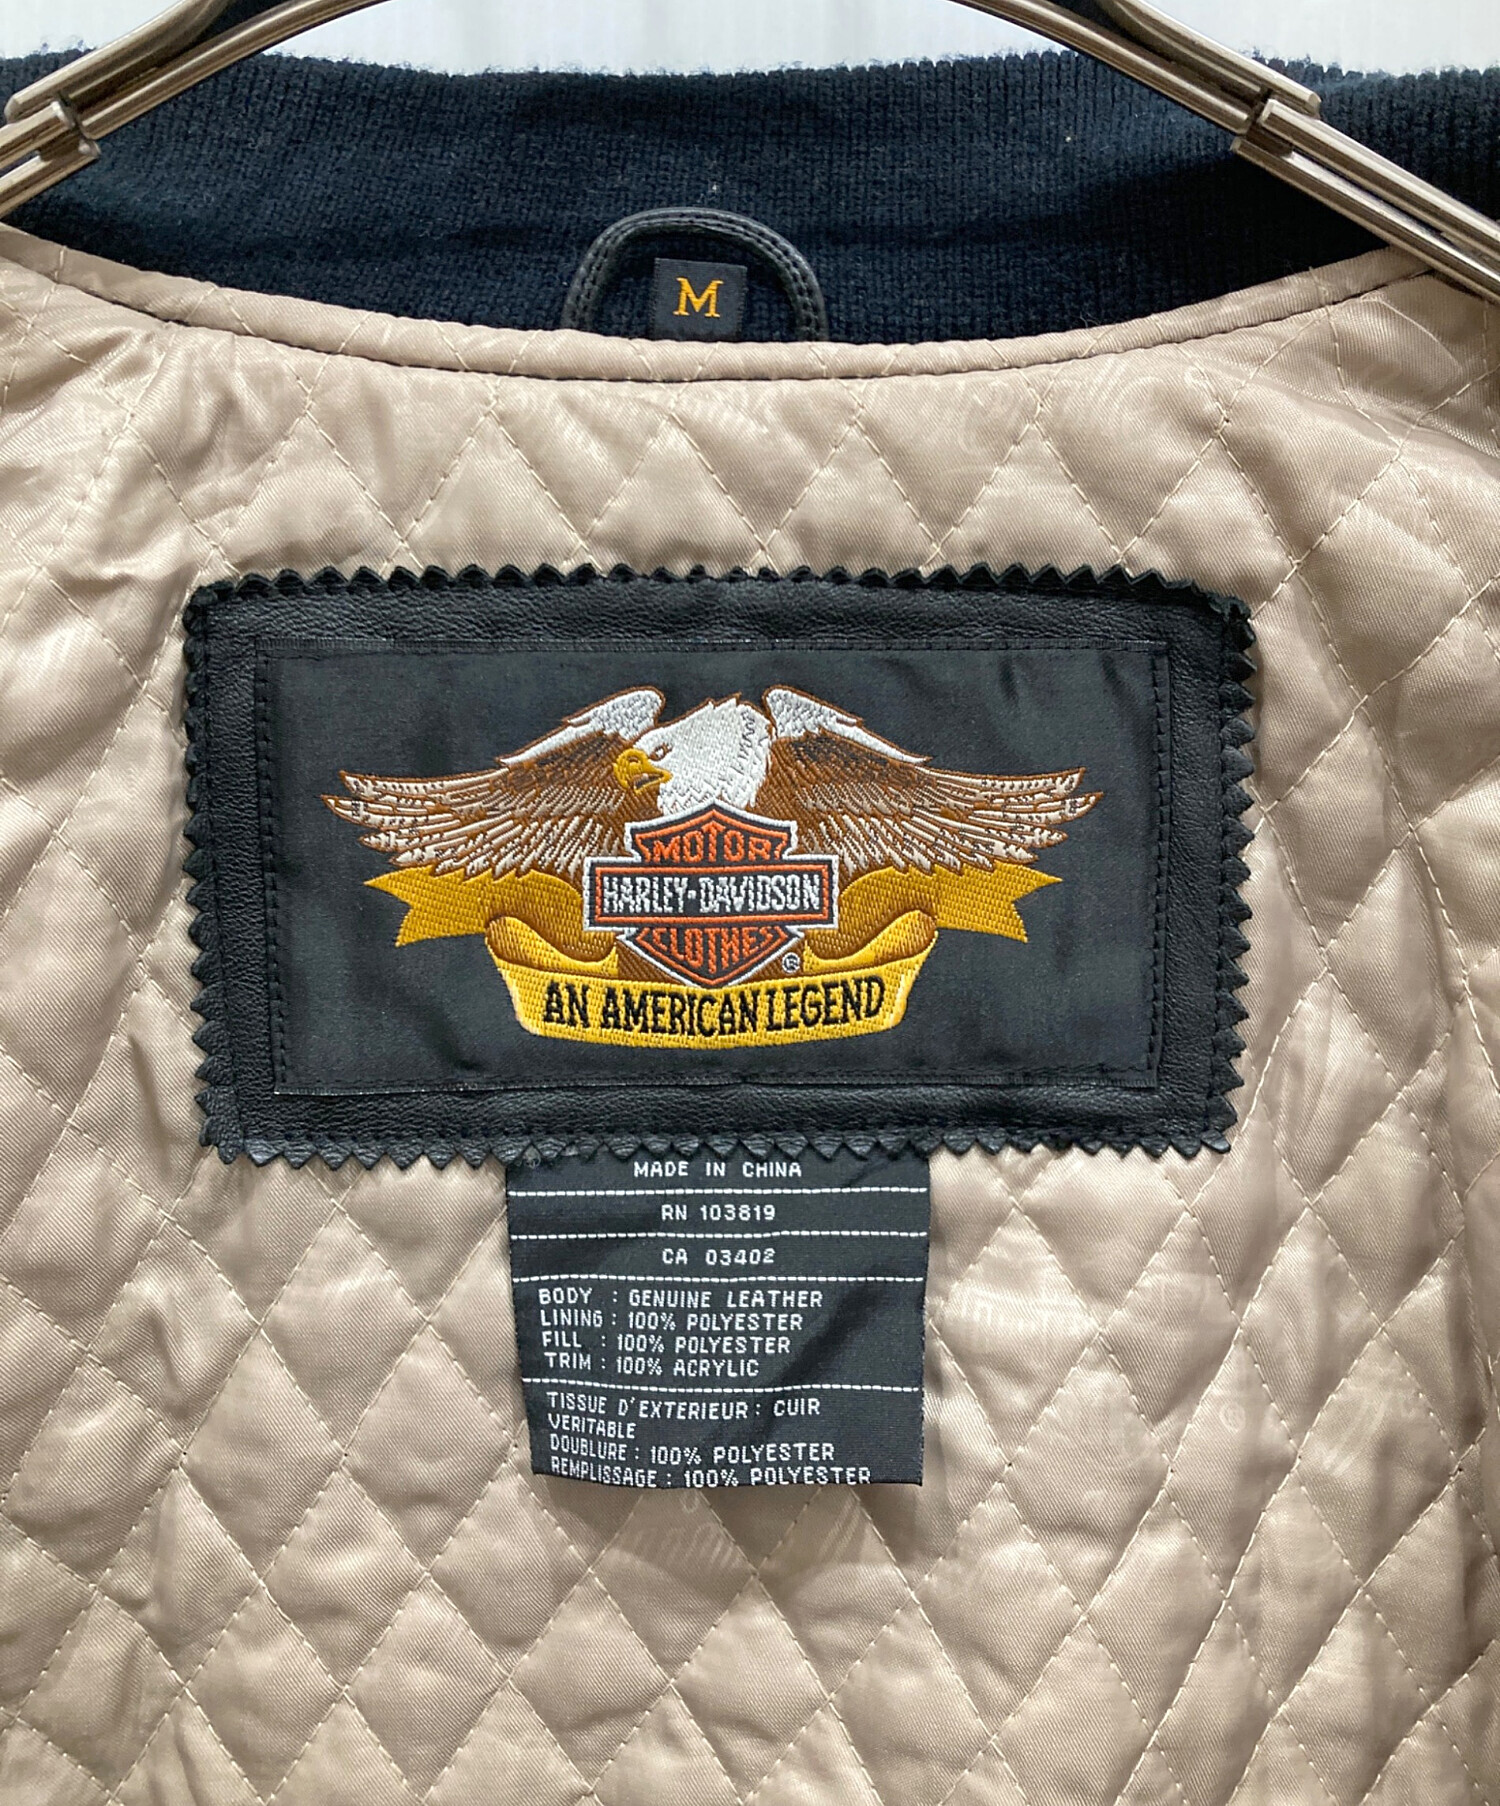 M
MOTOR
HARLEY-DAVIDSON
CLOTHES
®
AN AMERICAN LEGEND
MADE IN CHINA
RN 103819
CA 03402
BODY : GENUINE LEATHER
LINING : 100% POLYESTER
FILL : 100% POLYESTER
TRIM : 100% ACRYLIC
TISSUE D'EXTERIEUR : CUIR
VERITABLE
DOUBLURE : 100% POLYESTER
REMPLISSAGE : 100% POLYESTER